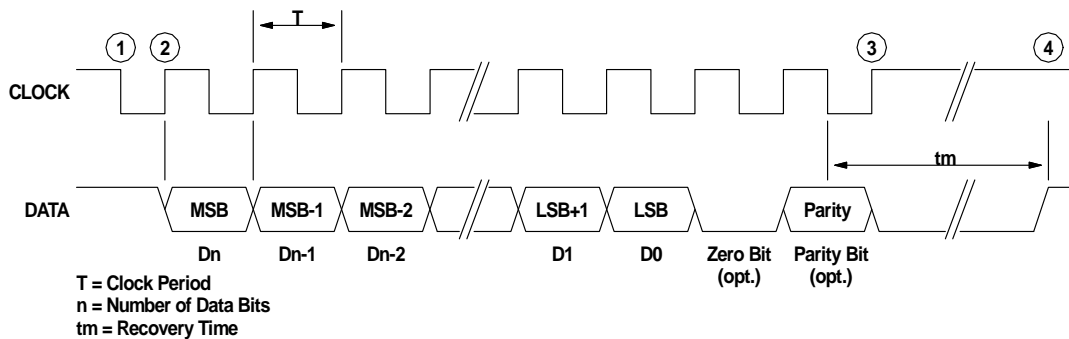 T
1 2 3 4
CLOCK
tm
DATA MSB MSB-1 MSB-2 LSB+1 LSB Parity
Dn Dn-1 Dn-2 D1 D0 Zero Bit Parity Bit
(opt.) (opt.)
T = Clock Period
n = Number of Data Bits
tm = Recovery Time